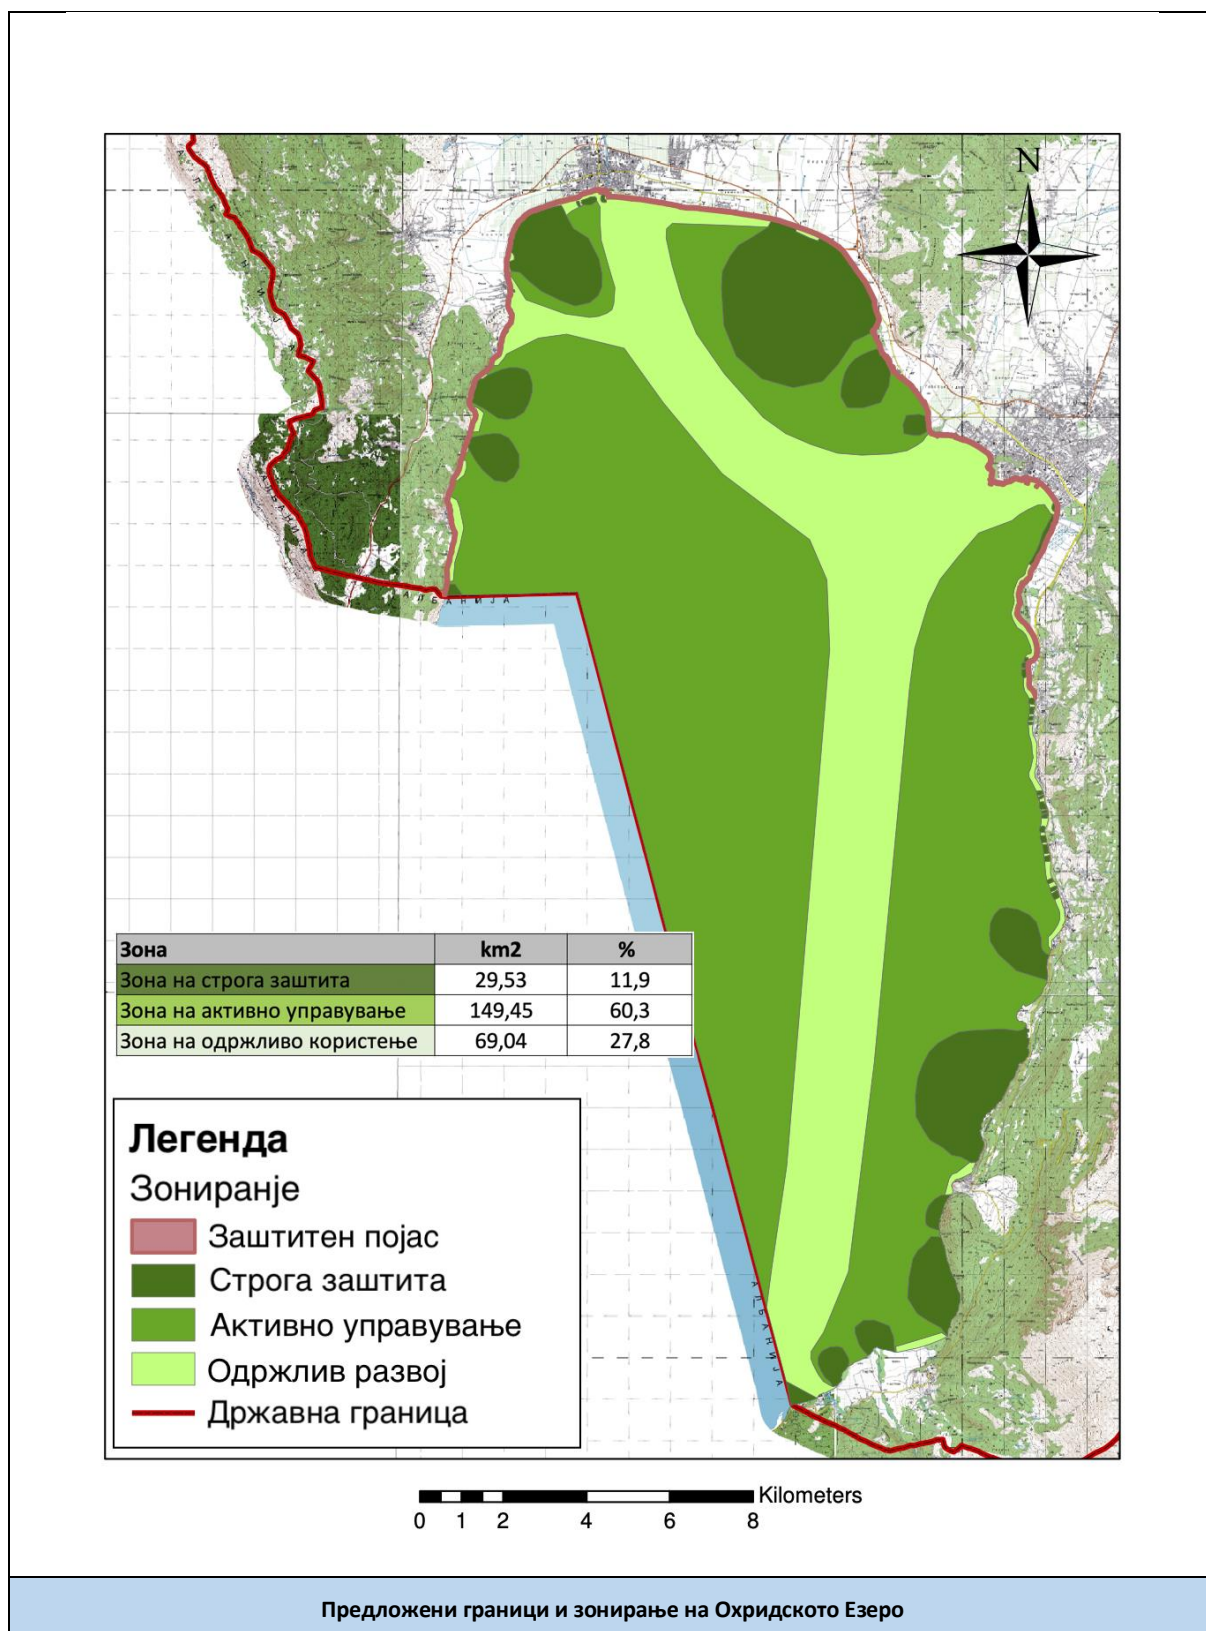 N
АЛБАНИЈА
АЛБАНИЈА
Зона km2 %
Зона на строга заштита 29,53 11,9
Зона на активно управување 149,45 60,3
Зона на одржливо користење 69,04 27,8
Легенда
Зонирање
Заштитен појас
Строга заштита
Активно управување
Одржлив развој
Државна граница
Kilometers
0 1 2 4 6 8
Предложени граници и зонирање на Охридското Езеро